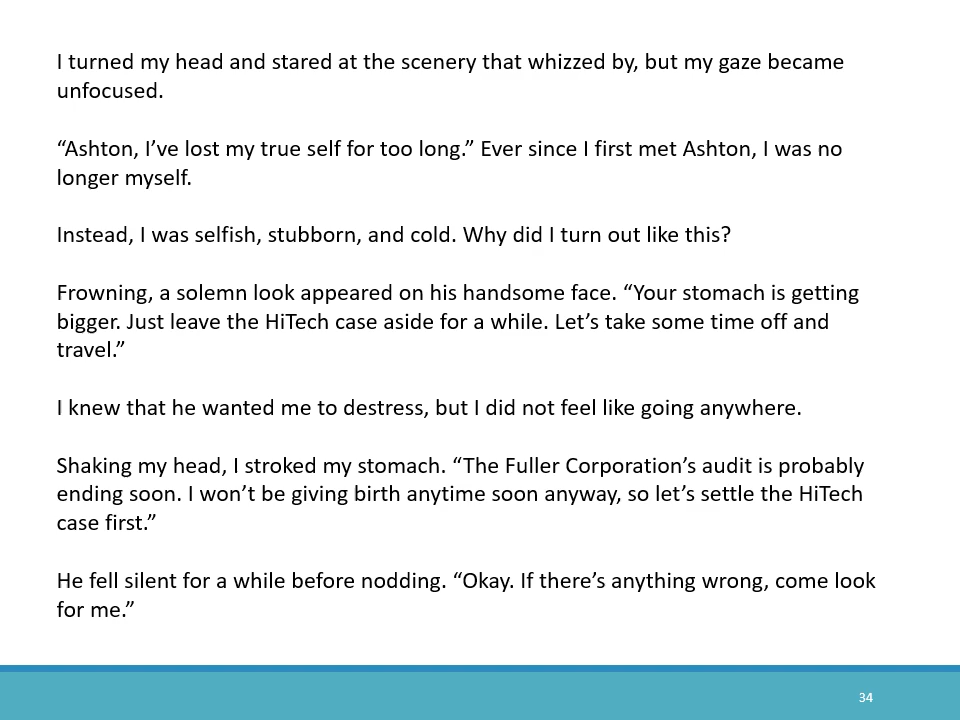 I turned my head and stared at the scenery that whizzed by, but my gaze became
unfocused.
“Ashton, I’ve lost my true self for too long.” Ever since I first met Ashton, I was no
longer myself.
Instead, I was selfish, stubborn, and cold. Why did I turn out like this?
Frowning, a solemn look appeared on his handsome face. “Your stomach is getting
bigger. Just leave the HiTech case aside for a while. Let’s take some time off and
travel.”
I knew that he wanted me to destress, but I did not feel like going anywhere.
Shaking my head, I stroked my stomach. “The Fuller Corporation’s audit is probably
ending soon. I won’t be giving birth anytime soon anyway, so let’s settle the HiTech
case first.”
He fell silent for a while before nodding. “Okay. If there’s anything wrong, come look
for me.”
34